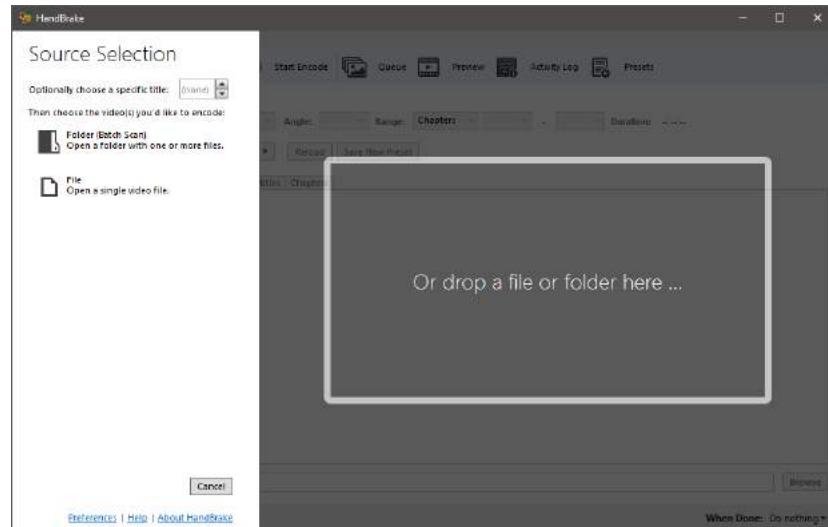 HandBrake
Source Selection
Optionally choose a specific title: (none)
Then choose the video(s) you'd like to encode:
Folder (Batch Scan)
Open a folder with one or more files.
File
Open a single video file.
Cancel
Preferences | Help | About HandBrake
Start Encode Queue Preview Activity Log Presets
Angle: Range: Chapters - Duration: --:--:--
Reload Save New Preset
Chapters
Or drop a file or folder here ...
Browse
When Done: Do nothing